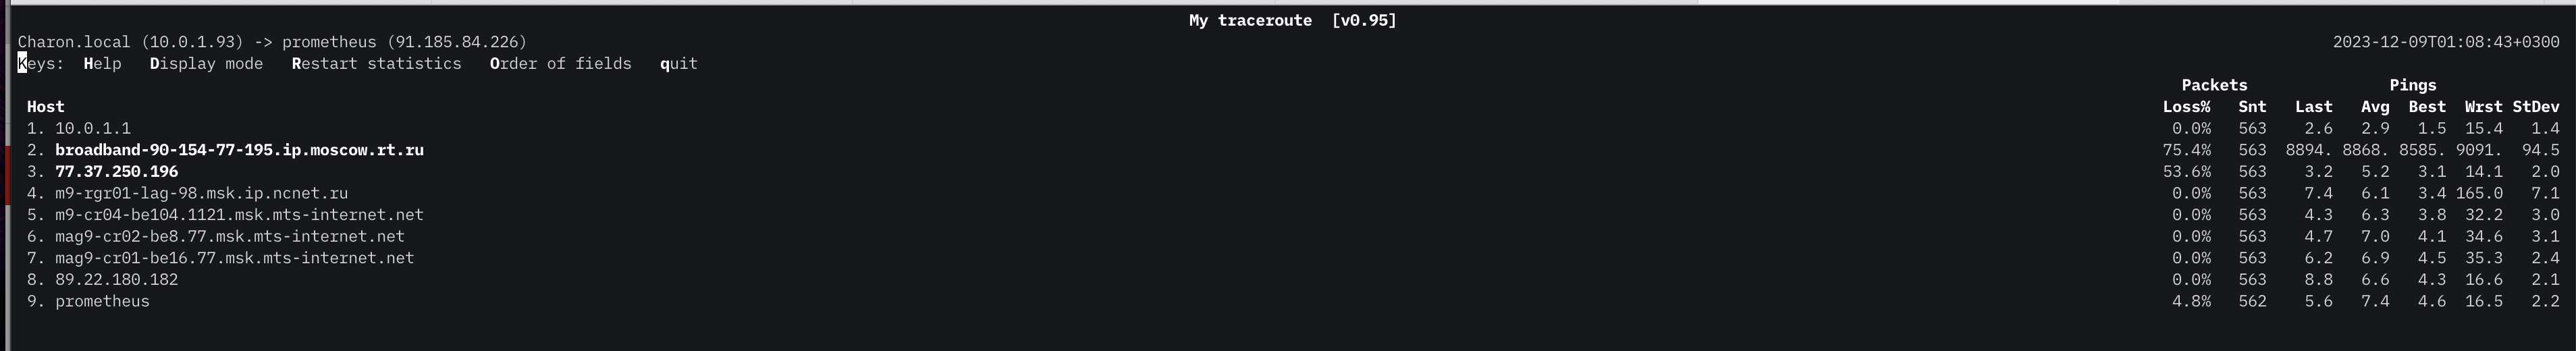 My traceroute [v0.95]
Charon.local (10.0.1.93) -> prometheus (91.185.84.226) 2023-12-09T01:08:43+0300
Keys: Help Display mode Restart statistics Order of fields quit
Packets Pings
Host Loss% Snt Last Avg Best Wrst StDev
1. 10.0.1.1 0.0% 563 2.6 2.9 1.5 15.4 1.4
2. broadband-90-154-77-195.ip.moscow.rt.ru 75.4% 563 8894. 8868. 8585. 9091. 94.5
3. 77.37.250.196 53.6% 563 3.2 5.2 3.1 14.1 2.0
4. m9-rgr01-lag-98.msk.ip.ncnet.ru 0.0% 563 7.4 6.1 3.4 165.0 7.1
5. m9-cr04-be104.1121.msk.mts-internet.net 0.0% 563 4.3 6.3 3.8 32.2 3.0
6. mag9-cr02-be8.77.msk.mts-internet.net 0.0% 563 4.7 7.0 4.1 34.6 3.1
7. mag9-cr01-be16.77.msk.mts-internet.net 0.0% 563 6.2 6.9 4.5 35.3 2.4
8. 89.22.180.182 0.0% 563 8.8 6.6 4.3 16.6 2.1
9. prometheus 4.8% 562 5.6 7.4 4.6 16.5 2.2